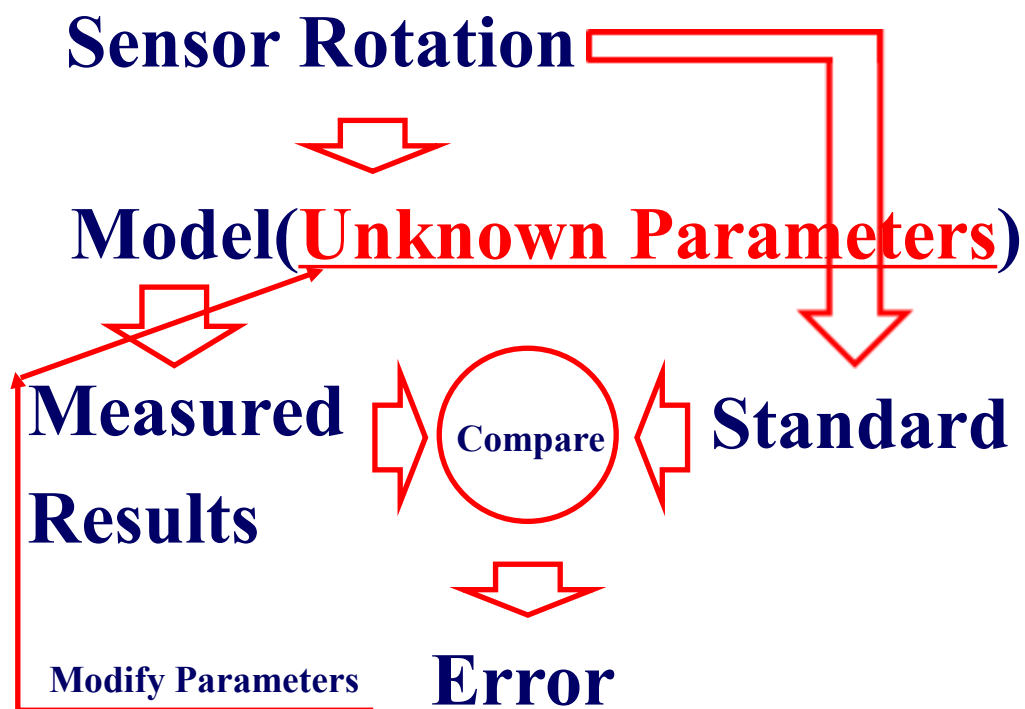 Sensor Rotation
Model(Unknown Parameters)
Measured
Results
Compare
Standard
Modify Parameters
Error